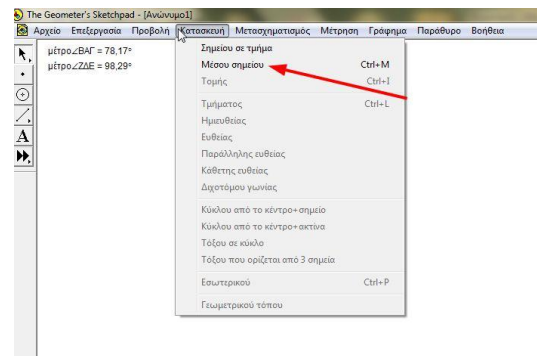 The Geometer's Sketchpad - [Ανώνυμο1]
Αρχείο Επεξεργασία Προβολή Κατασκευή Μετασχηματισμός Μέτρηση Γράφημα Παράθυρο Βοήθεια
μέτρο∠ΒΑΓ = 78,17°
μέτρο∠ΖΔΕ = 98,29°
A
Σημείου σε τμήμα
Μέσου σημείου Ctrl+M
Τομής Ctrl+I
Τμήματος Ctrl+L
Ημιευθείας
Ευθείας
Παράλληλης ευθείας
Κάθετης ευθείας
Διχοτόμου γωνίας
Κύκλου από το κέντρο+σημείο
Κύκλου από το κέντρο+ακτίνα
Τόξου σε κύκλο
Τόξου που ορίζεται από 3 σημεία
Εσωτερικού Ctrl+P
Γεωμετρικού τόπου